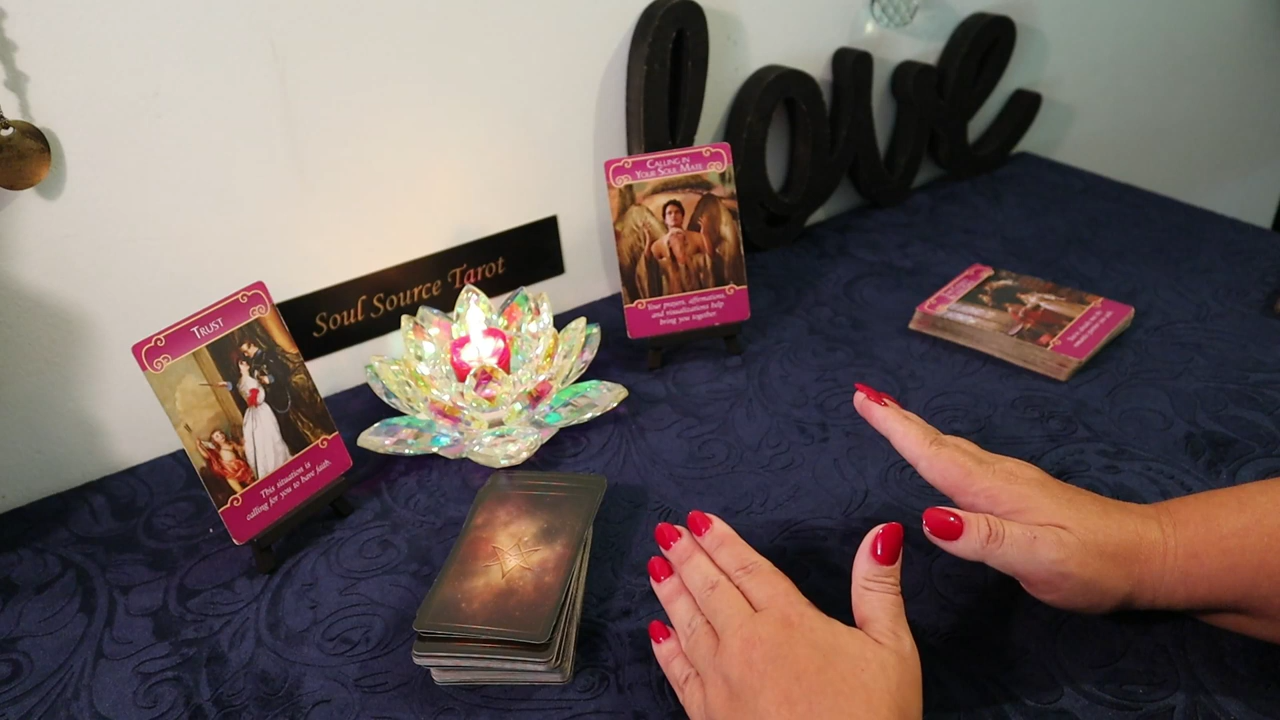 love
CALLING IN
YOUR SOUL MATE
Your prayers, affirmations,
and visualizations help
bring you together.
Soul Source Tarot
TRUST
This situation is
calling for you to have faith.